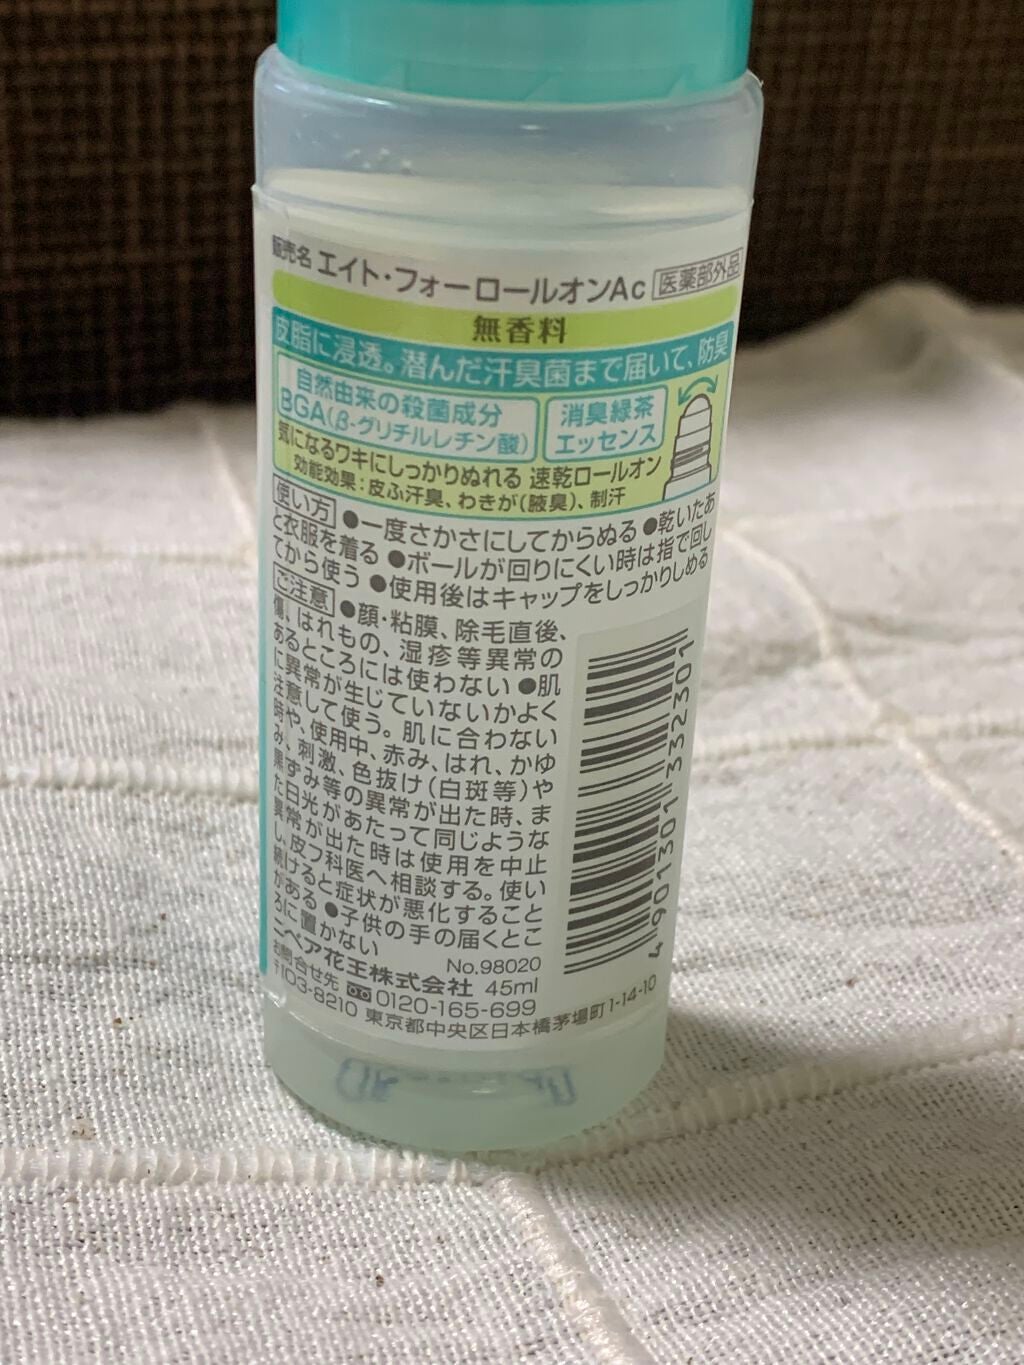 販売名 エイト・フォーロールオンAc 医薬部外品
無香料
皮脂に浸透。潜んだ汗臭菌まで届いて、防臭
自然由来の殺菌成分
BGA(β-グリチルレチン酸)
消臭緑茶
エッセンス
気になるワキにしっかりぬれる 速乾ロールオン
効能効果：皮ふ汗臭、わきが(腋臭)、制汗
使い方 ●一度さかさにしてからぬる ●乾いたあ
と衣服を着る ●ボールが回りにくい時は指で回し
てから使う ●使用後はキャップをしっかりしめる
ご注意 ●顔・粘膜、除毛直後、
傷、はれもの、湿疹等異常の
あるところには使わない ●肌
に異常が生じていないかよく
注意して使う。肌に合わない
時や、使用中、赤み、はれ、かゆ
み、刺激、色抜け(白斑等)や
黒ずみ等の異常が出た時、ま
た日光があたって同じような
異常が出た時は使用を中止
し、皮フ科医へ相談する。使い
続けると症状が悪化すること
がある ●子供の手の届くとこ
ろに置かない
ニベア花王株式会社 No.98020
45ml
お問合せ先 0120-165-699
〒103-8210 東京都中央区日本橋茅場町1-14-10
4 901301 332301